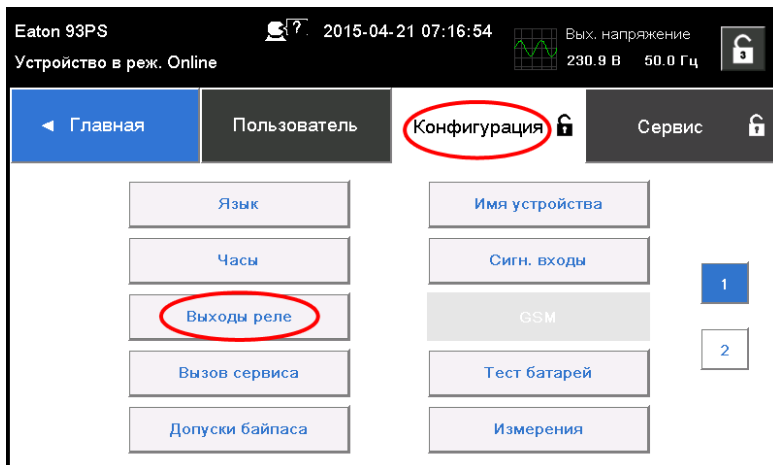 Eaton 93PS
? 2015-04-21 07:16:54
Вых. напряжение
Устройство в реж. Online
230.9 В 50.0 Гц
3
◄ Главная
Пользователь
Конфигурация
Сервис
Язык
Имя устройства
Часы
Сигн. входы
1
Выходы реле
GSM
2
Вызов сервиса
Тест батарей
Допуски байпаса
Измерения